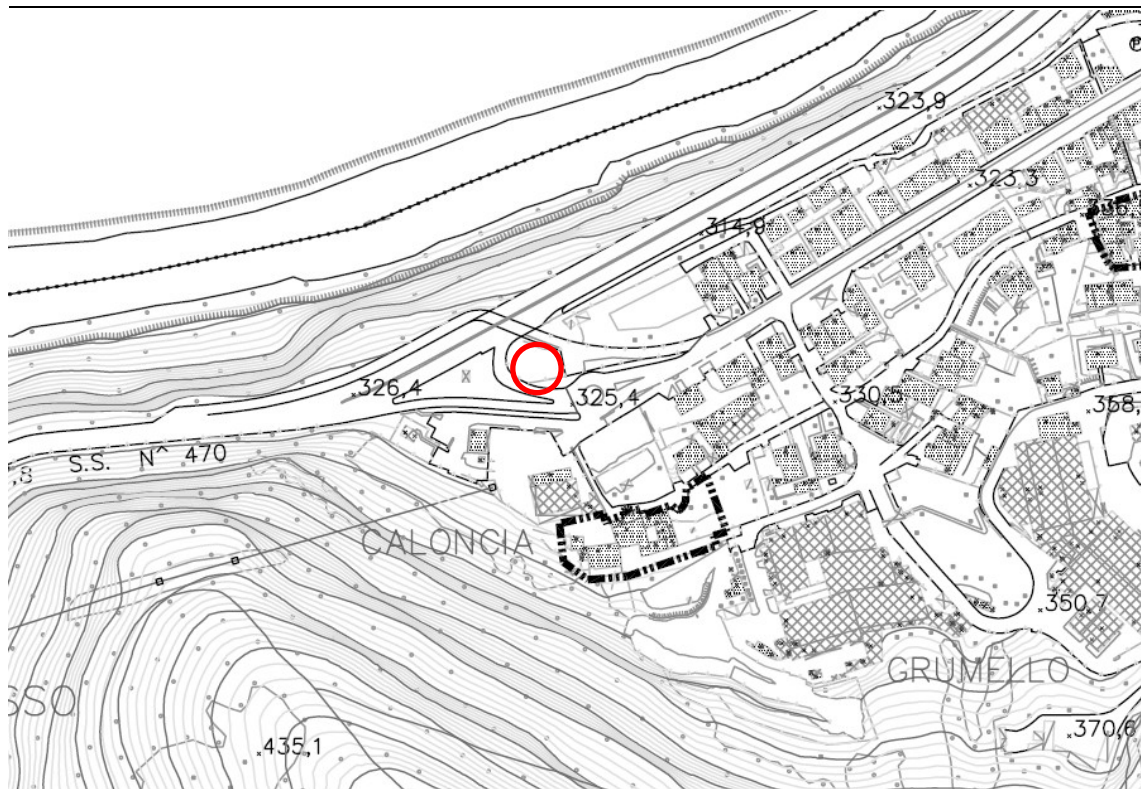 323,9
323,3
314,9
326,4
325,4
330,5
358,
S.S. N^ 470
ALONCIA
350,7
GRUMELLO
SSO
370,6
435,1